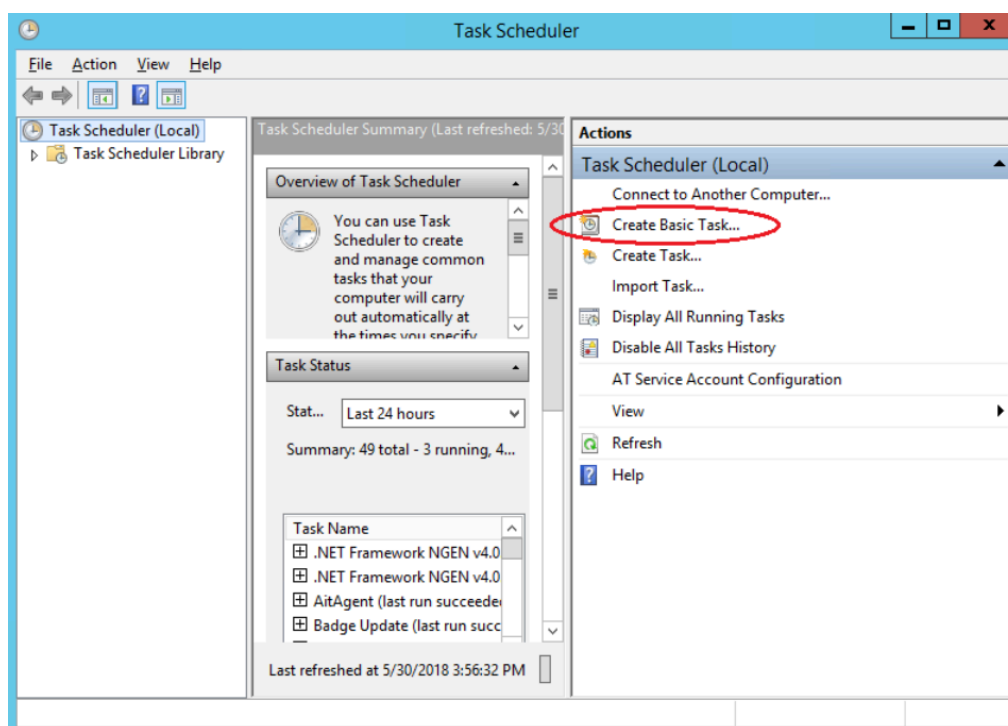 Task Scheduler
File Action View Help
Task Scheduler (Local)
Task Scheduler Library
Task Scheduler Summary (Last refreshed: 5/30
Overview of Task Scheduler
You can use Task
Scheduler to create
and manage common
tasks that your
computer will carry
out automatically at
the times you specify
Task Status
Stat... Last 24 hours
Summary: 49 total - 3 running, 4...
Task Name
.NET Framework NGEN v4.0
.NET Framework NGEN v4.0
AitAgent (last run succeeded
Badge Update (last run succ
Last refreshed at 5/30/2018 3:56:32 PM
Actions
Task Scheduler (Local)
Connect to Another Computer...
Create Basic Task...
Create Task...
Import Task...
Display All Running Tasks
Disable All Tasks History
AT Service Account Configuration
View
Refresh
Help